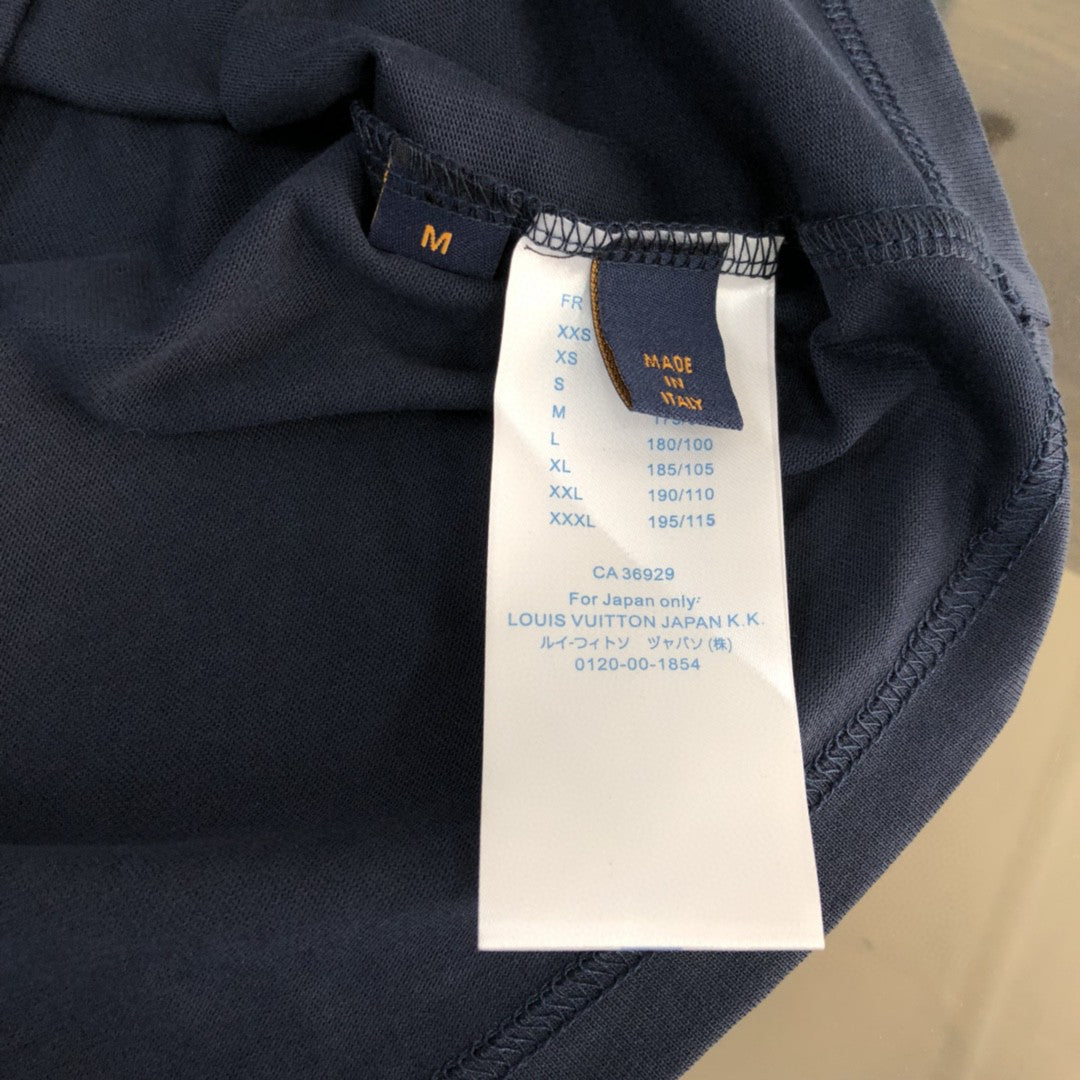 M
MADE
IN
ITALY
FR
XXS
XS
S
M
L 180/100
XL 185/105
XXL 190/110
XXXL 195/115
CA 36929
For Japan only:
LOUIS VUITTON JAPAN K.K.
ルイ-つィトソ ヅャパソ (株)
0120-00-1854